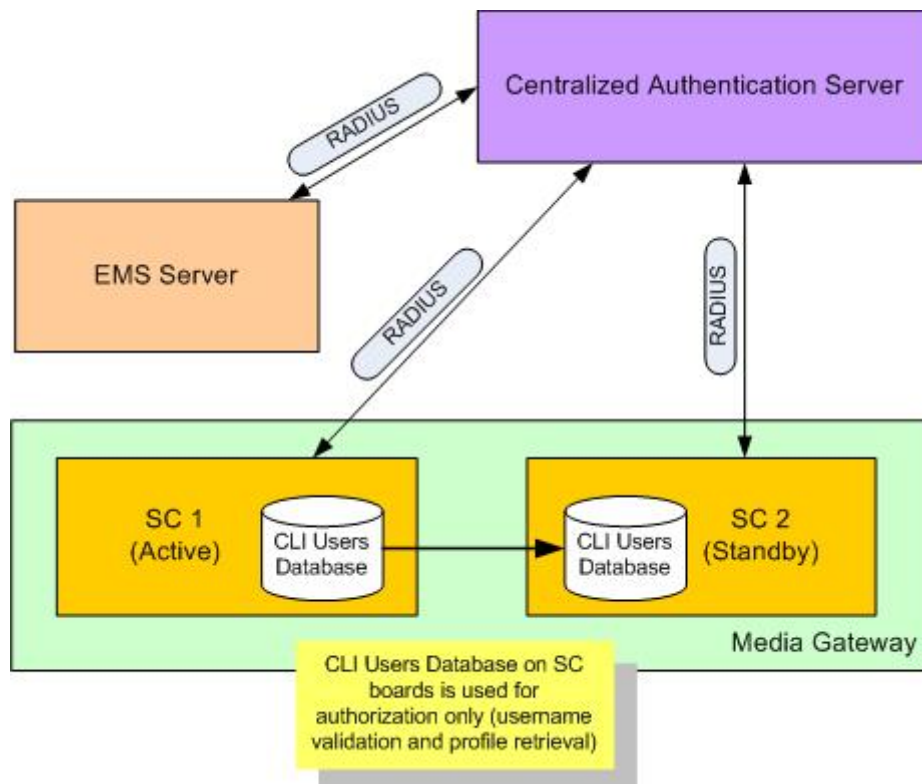 Centralized Authentication Server
RADIUS
EMS Server
RADIUS
RADIUS
SC 1
(Active)
CLI Users
Database
CLI Users
Database
SC 2
(Standby)
Media Gateway
CLI Users Database on SC
boards is used for
authorization only (username
validation and profile retrieval)